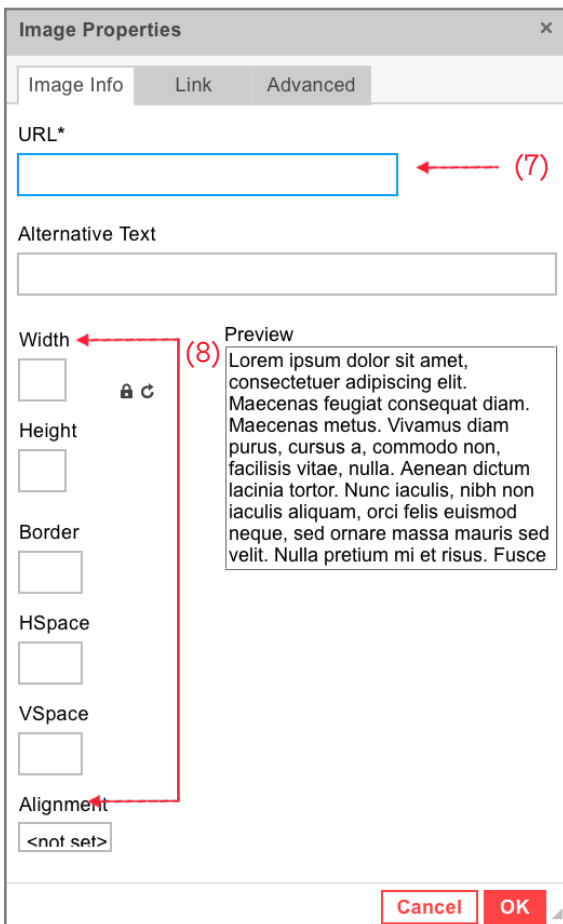 Image Properties ×
Image Info Link Advanced
URL*
(7)
Alternative Text
Width
(8)
Preview
Lorem ipsum dolor sit amet,
consectetuer adipiscing elit.
Maecenas feugiat consequat diam.
Maecenas metus. Vivamus diam
purus, cursus a, commodo non,
facilisis vitae, nulla. Aenean dictum
lacinia tortor. Nunc iaculis, nibh non
iaculis aliquam, orci felis euismod
neque, sed ornare massa mauris sed
velit. Nulla pretium mi et risus. Fusce
Height
Border
HSpace
VSpace
Alignment
<not set>
Cancel OK